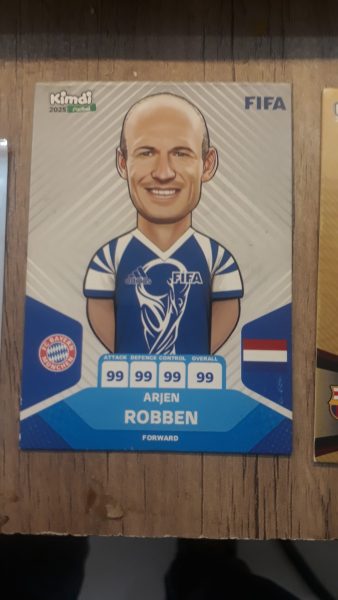 Kimdi
2025 Futbol
FIFA
adidas
FIFA
FC BAYERN
MÜNCHEN
ATTACK DEFENCE CONTROL OVERALL
99 99 99 99
ARJEN
ROBBEN
FORWARD